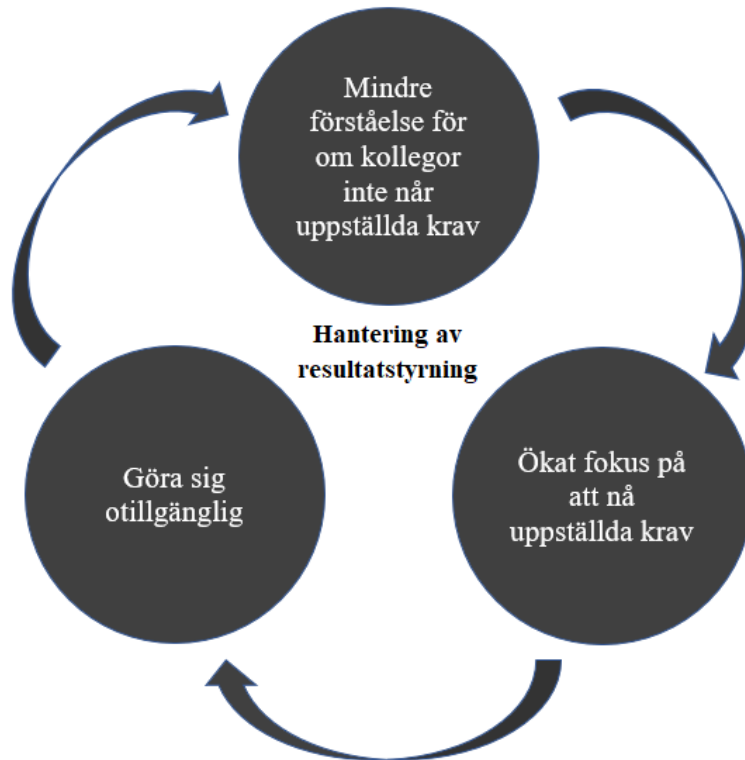 Mindre
förståelse för
om kollegor
inte når
uppställda krav
Hantering av
resultatstyrning
Ökat fokus på
att nå
uppställda krav
Göra sig
otillgänglig